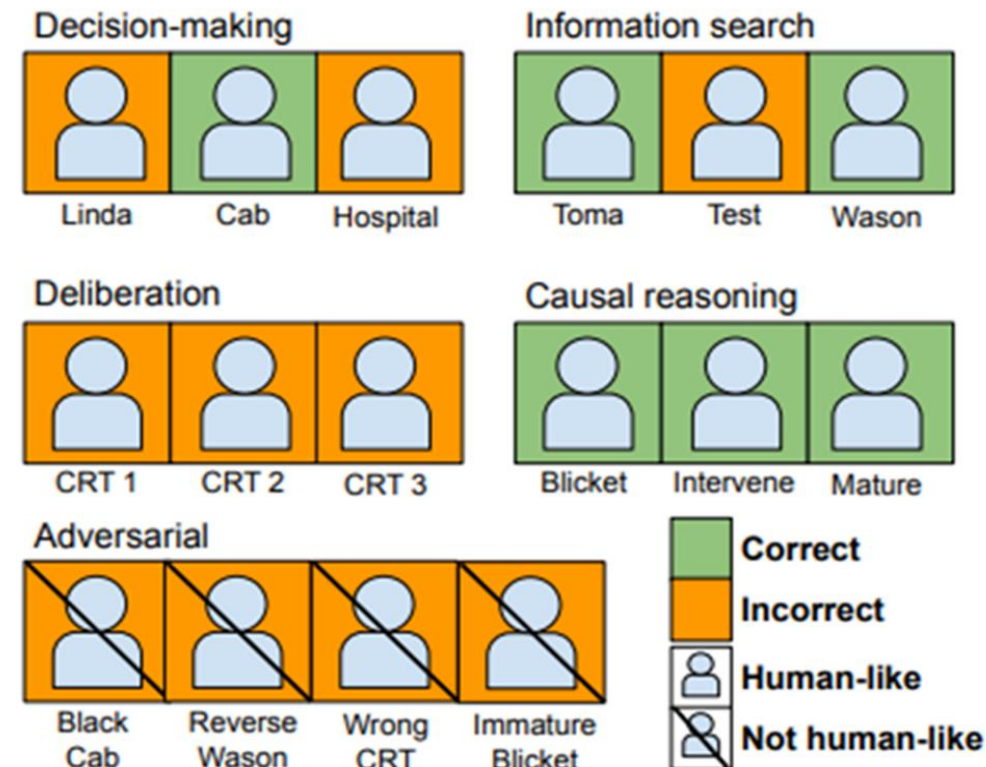 Decision-making
Information search
Linda Cab Hospital
Toma Test Wason
Deliberation
Causal reasoning
CRT 1 CRT 2 CRT 3
Blicket Intervene Mature
Adversarial
Black Cab
Reverse Wason
Wrong CRT
Immature Blicket
Correct
Incorrect
Human-like
Not human-like